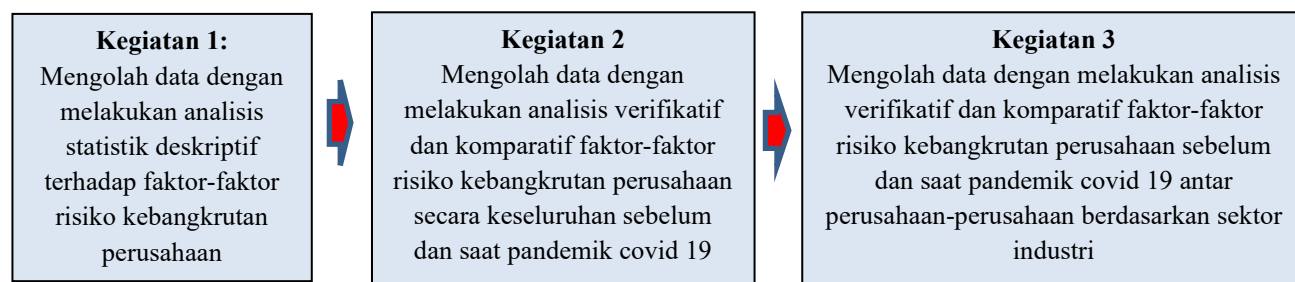 Kegiatan 1:
Mengolah data dengan
melakukan analisis
statistik deskriptif
terhadap faktor-faktor
risiko kebangkrutan
perusahaan
Kegiatan 2
Mengolah data dengan
melakukan analisis verifikatif
dan komparatif faktor-faktor
risiko kebangkrutan perusahaan
secara keseluruhan sebelum
dan saat pandemik covid 19
Kegiatan 3
Mengolah data dengan melakukan analisis
verifikatif dan komparatif faktor-faktor
risiko kebangkrutan perusahaan sebelum
dan saat pandemik covid 19 antar
perusahaan-perusahaan berdasarkan sektor
industri